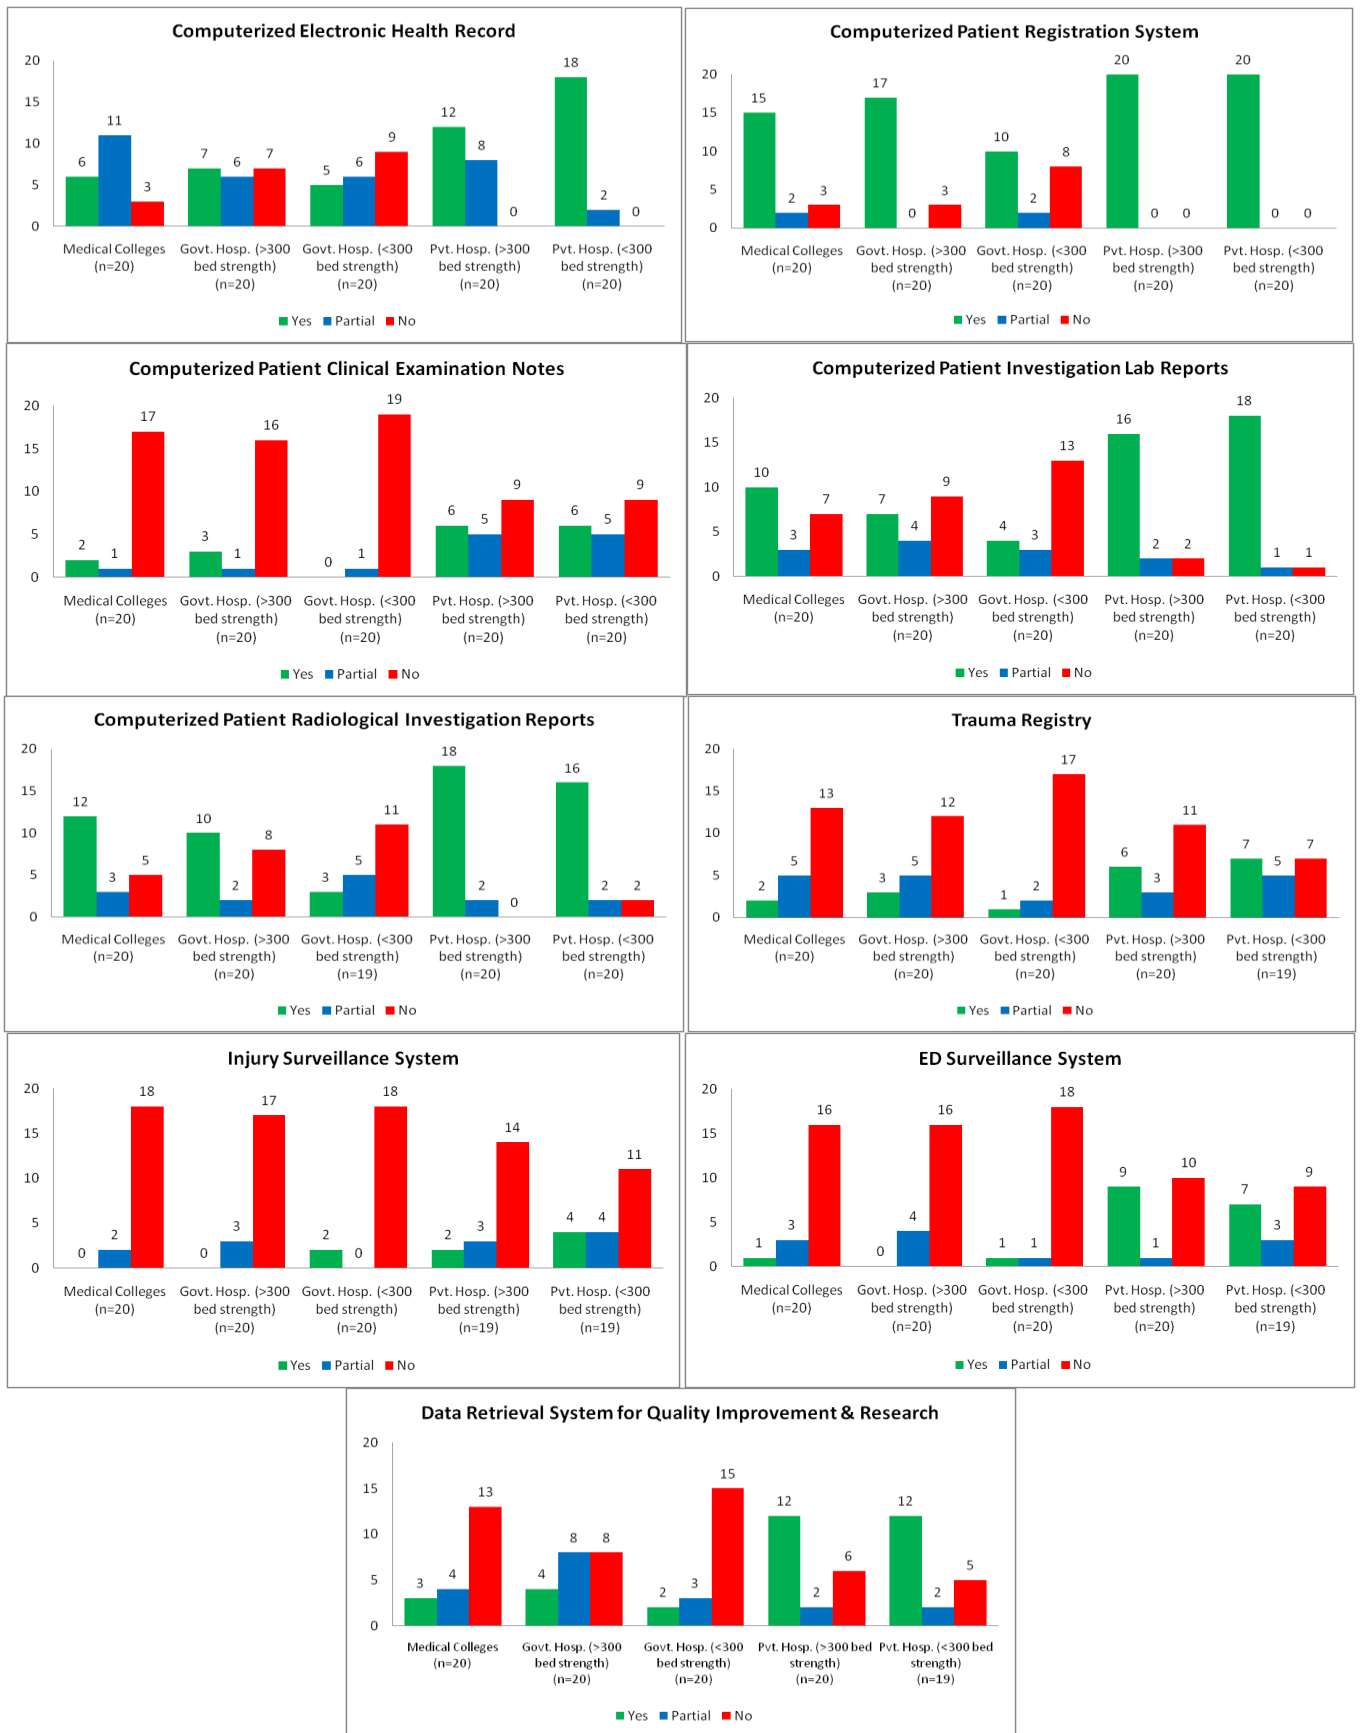 Computerized Electronic Health Record
20
15
10
5
0
6 11 3 7 6 7 5 6 9 12 8 0 18 2 0
Medical Colleges Govt. Hosp. (>300 Govt. Hosp. (<300 Pvt. Hosp. (>300 Pvt. Hosp. (<300
(n=20) bed strength) bed strength) bed strength) bed strength)
(n=20) (n=20) (n=20) (n=20)
Yes Partial No
Computerized Patient Registration System
20
15
10
5
0
15 2 3 17 0 3 10 2 8 20 0 0 20 0 0
Medical Colleges Govt. Hosp. (>300 Govt. Hosp. (<300 Pvt. Hosp. (>300 Pvt. Hosp. (<300
(n=20) bed strength) bed strength) bed strength) bed strength)
(n=20) (n=20) (n=20) (n=20)
Yes Partial No
Computerized Patient Clinical Examination Notes
20
15
10
5
0
2 1 17 3 1 16 0 1 19 6 5 9 6 5 9
Medical Colleges Govt. Hosp. (>300 Govt. Hosp. (<300 Pvt. Hosp. (>300 Pvt. Hosp. (<300
(n=20) bed strength) bed strength) bed strength) bed strength)
(n=20) (n=20) (n=20) (n=20)
Yes Partial No
Computerized Patient Investigation Lab Reports
20
15
10
5
0
10 3 7 7 4 9 4 3 13 16 2 2 18 1 1
Medical Colleges Govt. Hosp. (>300 Govt. Hosp. (<300 Pvt. Hosp. (>300 Pvt. Hosp. (<300
(n=20) bed strength) bed strength) bed strength) bed strength)
(n=20) (n=20) (n=20) (n=20)
Yes Partial No
Computerized Patient Radiological Investigation Reports
20
15
10
5
0
12 3 5 10 2 8 3 5 11 18 2 0 16 2 2
Medical Colleges Govt. Hosp. (>300 Govt. Hosp. (<300 Pvt. Hosp. (>300 Pvt. Hosp. (<300
(n=20) bed strength) bed strength) bed strength) bed strength)
(n=20) (n=19) (n=20) (n=20)
Yes Partial No
Trauma Registry
20
15
10
5
0
2 5 13 3 5 12 1 2 17 6 3 11 7 5 7
Medical Colleges Govt. Hosp. (>300 Govt. Hosp. (<300 Pvt. Hosp. (>300 Pvt. Hosp. (<300
(n=20) bed strength) bed strength) bed strength) bed strength)
(n=20) (n=20) (n=20) (n=19)
Yes Partial No
Injury Surveillance System
20
15
10
5
0
0 2 18 0 3 17 2 0 18 2 3 14 4 4 11
Medical Colleges Govt. Hosp. (>300 Govt. Hosp. (<300 Pvt. Hosp. (>300 Pvt. Hosp. (<300
(n=20) bed strength) bed strength) bed strength) bed strength)
(n=20) (n=20) (n=19) (n=19)
Yes Partial No
ED Surveillance System
20
15
10
5
0
1 3 16 0 4 16 1 1 18 9 1 10 7 3 9
Medical Colleges Govt. Hosp. (>300 Govt. Hosp. (<300 Pvt. Hosp. (>300 Pvt. Hosp. (<300
(n=20) bed strength) bed strength) bed strength) bed strength)
(n=20) (n=20) (n=20) (n=19)
Yes Partial No
Data Retrieval System for Quality Improvement & Research
20
15
10
5
0
3 4 13 4 8 8 2 3 15 12 2 6 12 2 5
Medical Colleges Govt. Hosp. (>300 Govt. Hosp. (<300 Pvt. Hosp. (>300 bed Pvt. Hosp. (<300 bed
(n=20) bed strength) bed strength) strength) strength)
(n=20) (n=20) (n=20) (n=19)
Yes Partial No